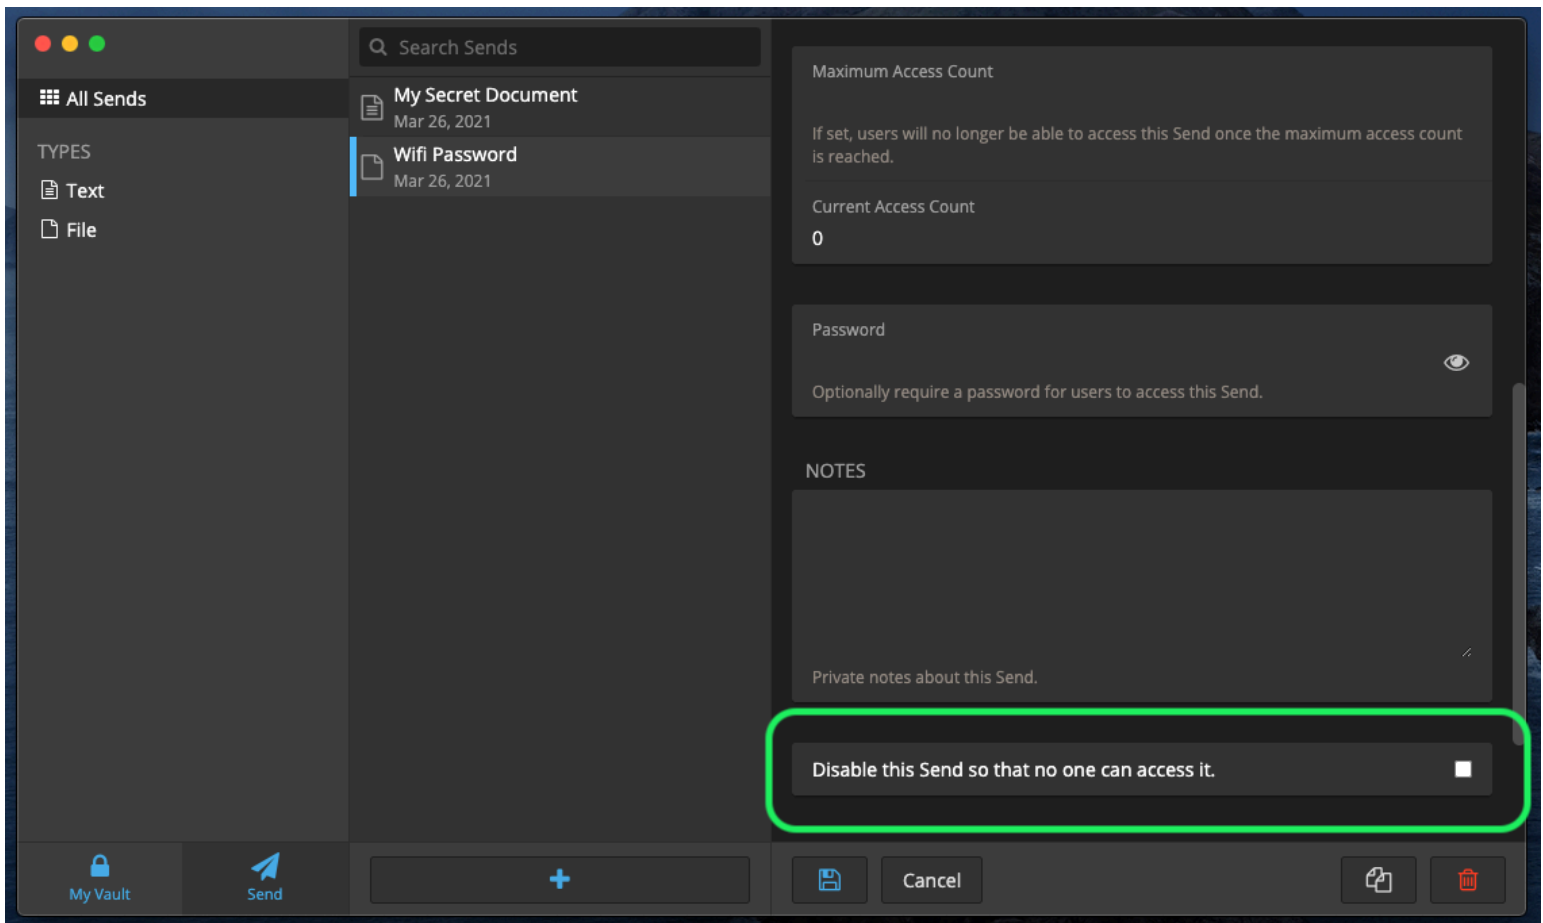 All Sends
TYPES
Text
File
My Vault
Send
Search Sends
My Secret Document
Mar 26, 2021
Wifi Password
Mar 26, 2021
Maximum Access Count
If set, users will no longer be able to access this Send once the maximum access count
is reached.
Current Access Count
0
Password
Optionally require a password for users to access this Send.
NOTES
Private notes about this Send.
Disable this Send so that no one can access it.
Cancel